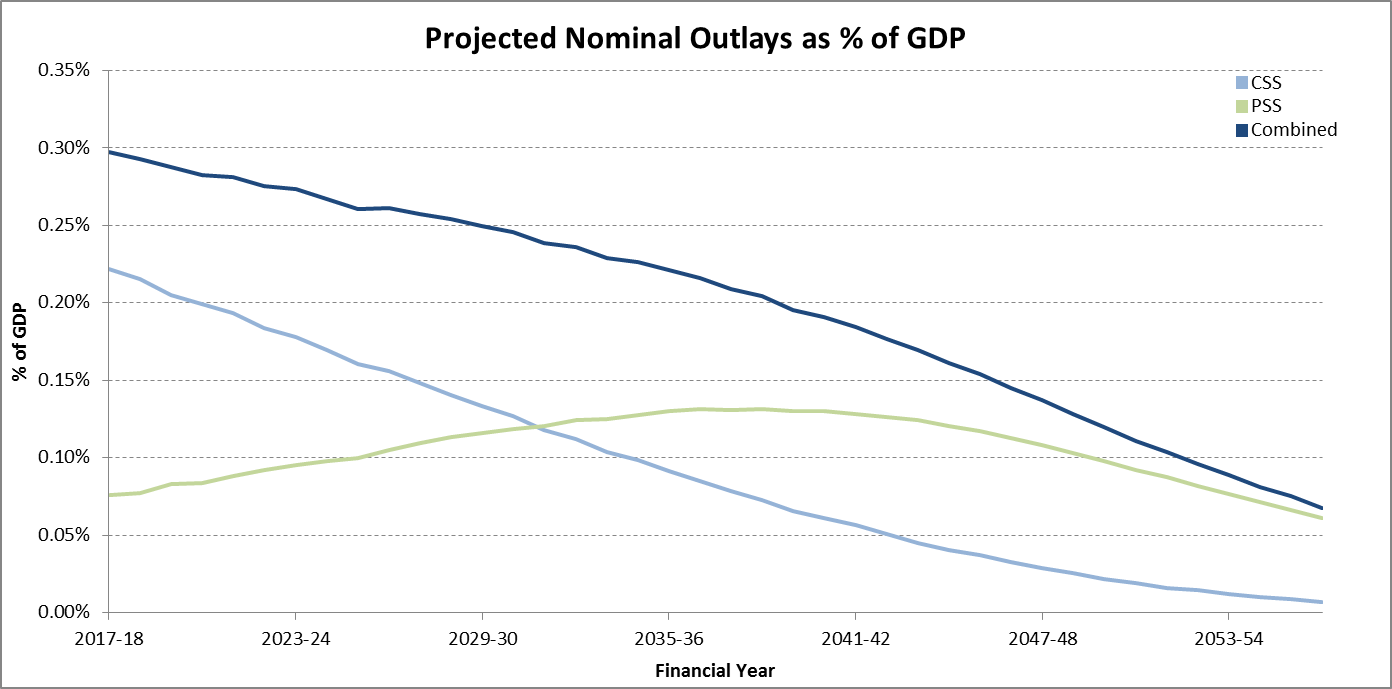 Projected Nominal Outlays as % of GDP
0.35%
0.30%
0.25%
0.20%
0.15%
0.10%
0.05%
0.00%
% of GDP
CSS
PSS
Combined
2017-18 2023-24 2029-30 2035-36 2041-42 2047-48 2053-54
Financial Year